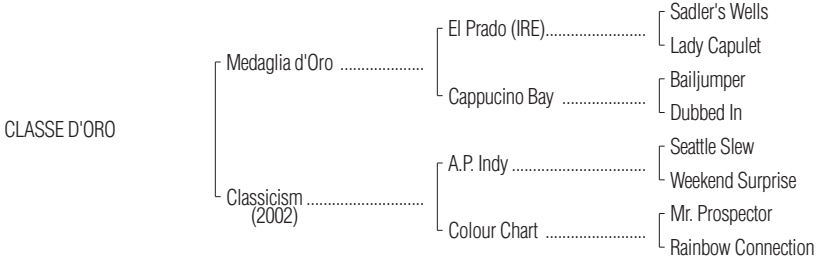 Sadler's Wells
El Prado (IRE)........................
Lady Capulet
Medaglia d'Oro ....................
Bailjumper
Cappucino Bay ....................
Dubbed In
CLASSE D'ORO
Seattle Slew
A.P. Indy ................................
Weekend Surprise
Classicism ............................
(2002)
Mr. Prospector
Colour Chart ........................
Rainbow Connection